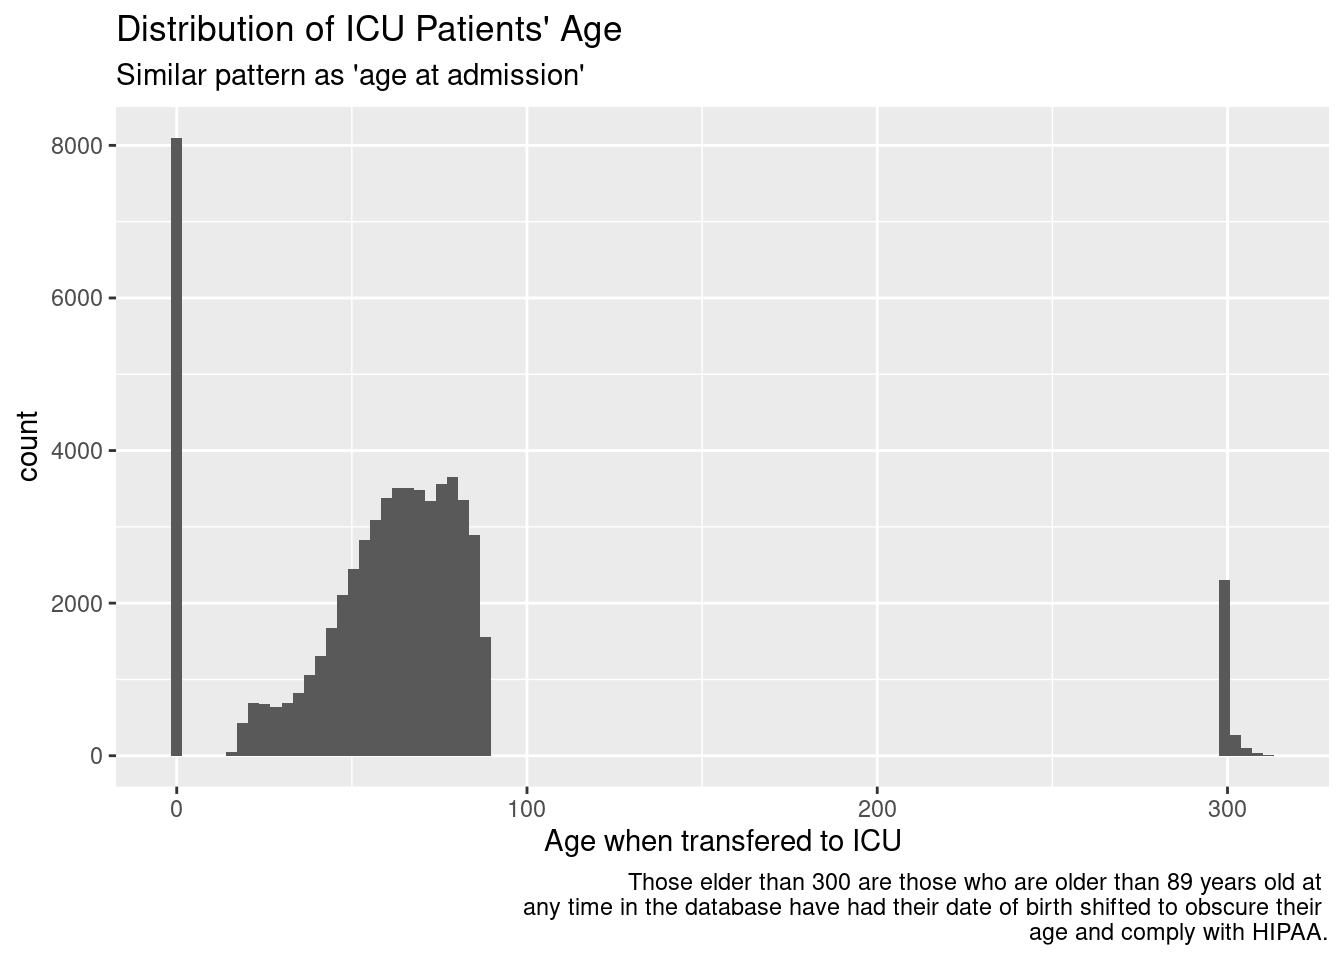 Distribution of ICU Patients' Age
Similar pattern as 'age at admission'
8000
6000
4000
2000
0
count
0 100 200 300
Age when transfered to ICU
Those elder than 300 are those who are older than 89 years old at
any time in the database have had their date of birth shifted to obscure their
age and comply with HIPAA.